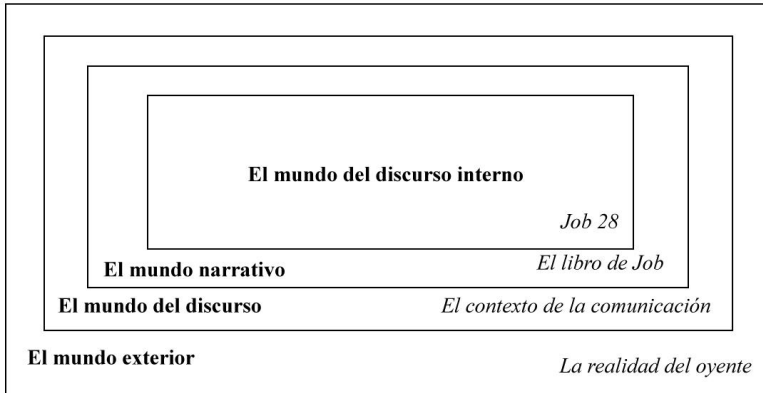 El mundo del discurso interno
Job 28
El mundo narrativo
El libro de Job
El mundo del discurso
El contexto de la comunicación
El mundo exterior
La realidad del oyente